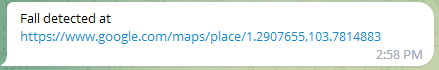 Fall detected at
https://www.google.com/maps/place/1.2907655,103.7814883
2:58 PM